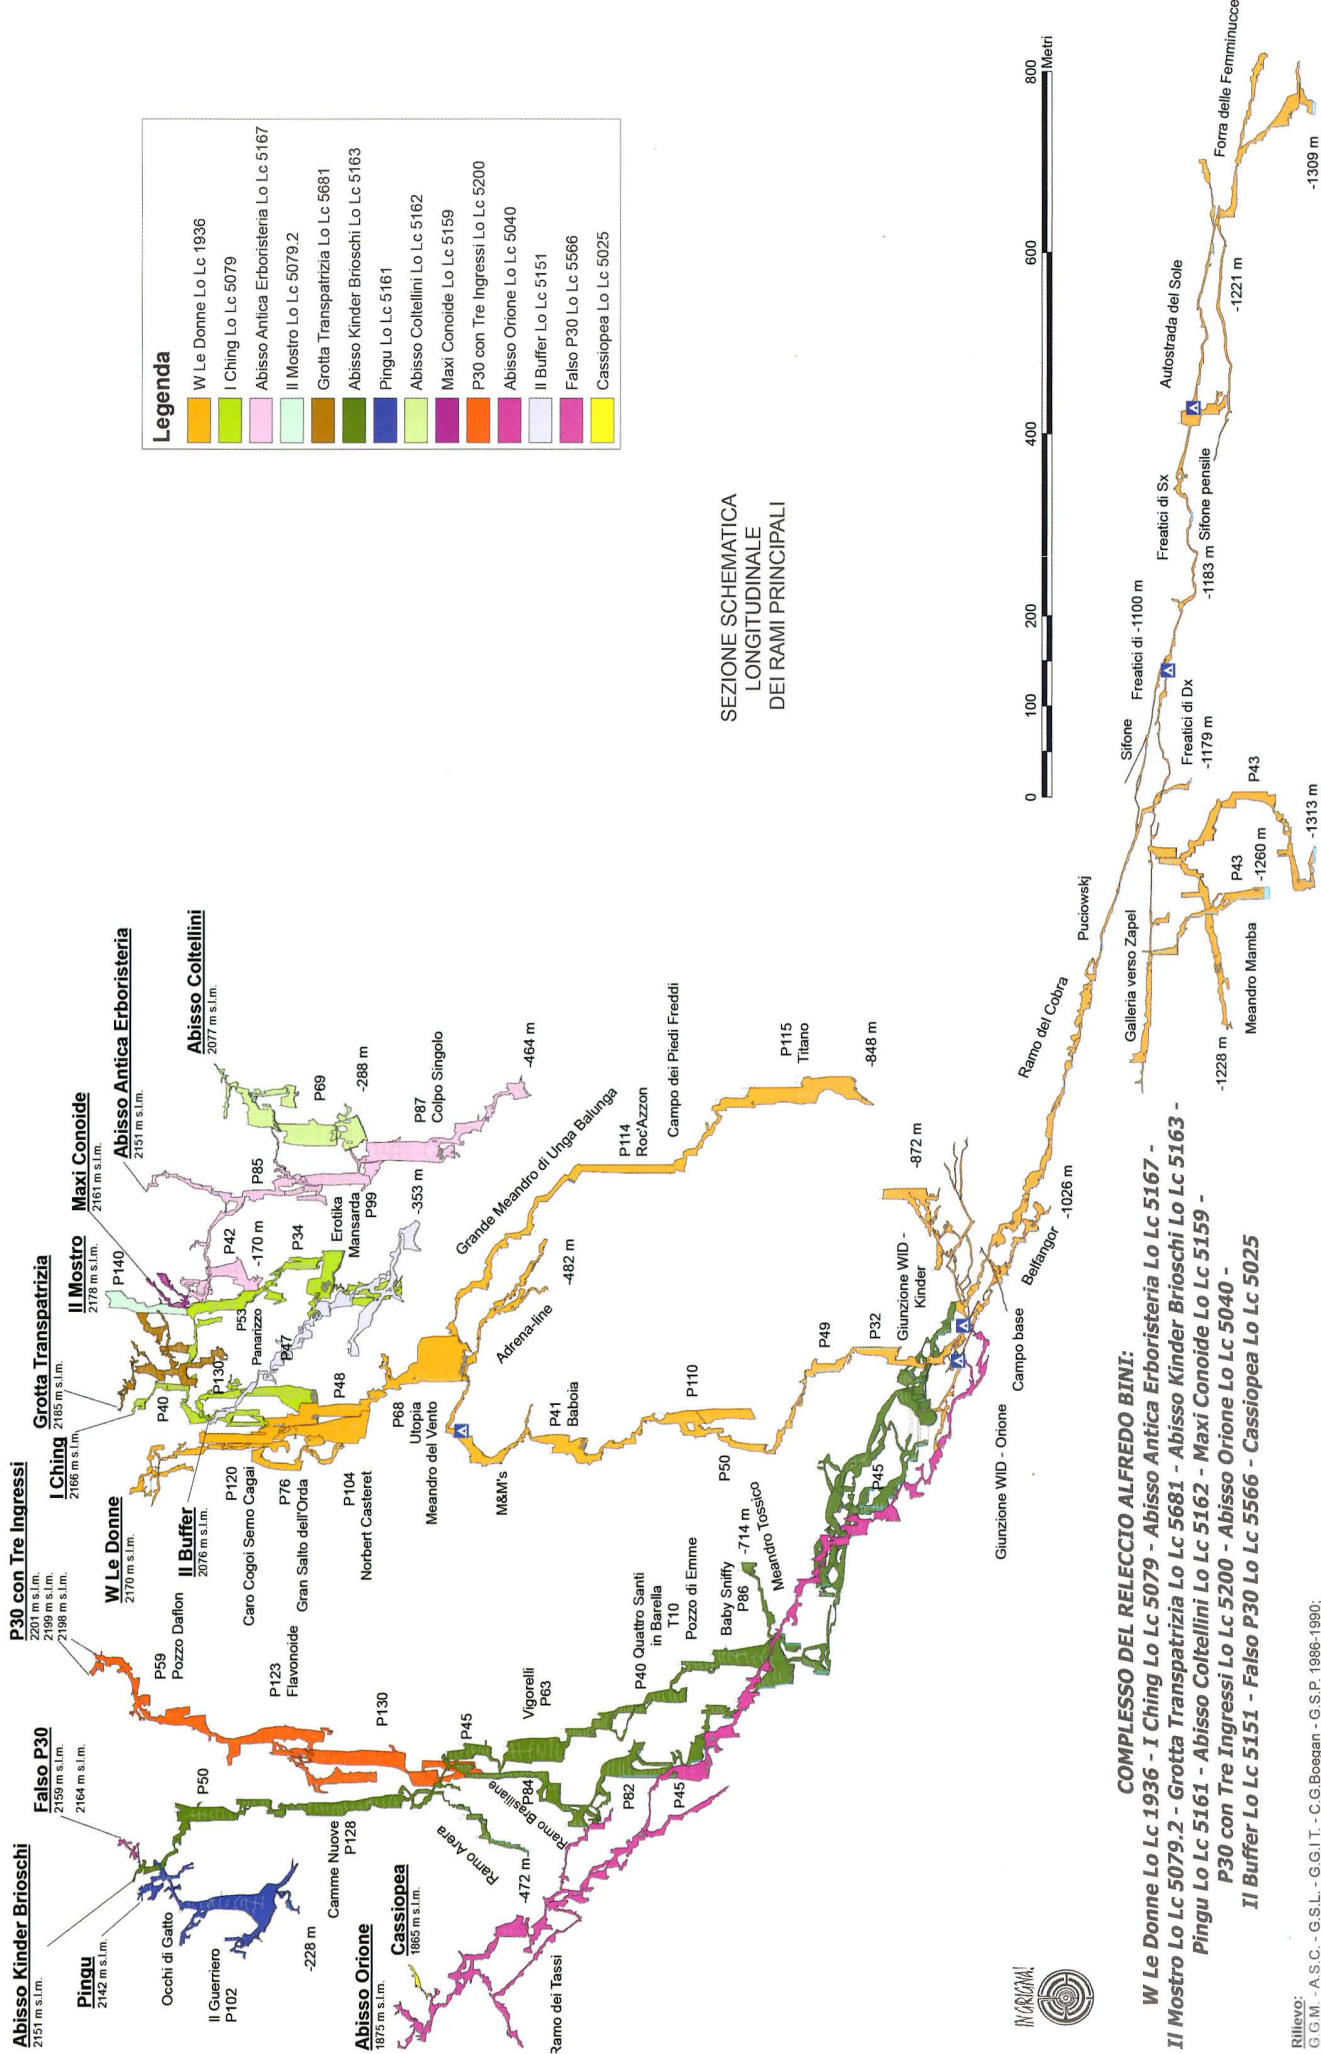 Abisso Kinder Brioschi
2151 m s.l.m.
Falso P30
2159 m s.l.m.
2164 m s.l.m.
P30 con Tre Ingressi
2201 m s.l.m.
2199 m s.l.m.
2198 m s.l.m.
I Ching
2166 m s.l.m.
Grotta Transpatrizia
2185 m s.l.m.
Il Mostro
2178 m s.l.m.
Maxi Conoide
2161 m s.l.m.
Abisso Antica Erboristeria
2151 m s.l.m.
Abisso Coltellini
2077 m s.l.m.
Pingu
2142 m s.l.m.
W Le Donne
2170 m s.l.m.
Il Buffer
2076 m s.l.m.
Abisso Orione
1875 m s.l.m.
Cassiopea
1865 m s.l.m.
Occhi di Gatto
Il Guerriero
P102
-228 m
P50
Camme Nuove
P128
P59
Pozzo Daflon
P123
Flavonoide
P130
P45
Vigorelli
P63
Ramo Arera
-472 m
Ramo Brasiliane
P84
P82
P45
P40 Quattro Santi
in Barella
T10
Pozzo di Emme
Baby Sniffy
P86
-714 m
Meandro Tossico
Ramo dei Tassi
P120
Caro Cogoi Semo Cagai
P76
Gran Salto dell'Orda
P104
Norbert Casteret
P40
P130
P140
P53
Panarizzo
P47
P48
P42
-170 m
P34
P85
Erotika
Mansarda
P99
P69
-288 m
P87
Colpo Singolo
-464 m
-353 m
P68
Utopia
Meandro del Vento
Grande Meandro di Unga Balunga
Adrena-line
-482 m
M&M's
P41
Baboia
P110
P50
P49
P32
P114
Roc'Azzon
Campo dei Piedi Freddi
P115
Titano
-848 m
P45
Giunzione WID -
Kinder
-872 m
Giunzione WID - Orione
Campo base
Belfangor
-1026 m
Ramo del Cobra
Puciowskj
Galleria verso Zapel
-1228 m
Meandro Mamba
P43
-1260 m
P43
-1313 m
Sifone
Freatici di -1100 m
Freatici di Dx
-1179 m
Freatici di Sx
-1183 m
Sifone pensile
Autostrada del Sole
-1221 m
Forra delle Femminucce
-1309 m
0
100
200
400
600
800
Metri
SEZIONE SCHEMATICA
LONGITUDINALE
DEI RAMI PRINCIPALI
Legenda
W Le Donne Lo Lc 1936
I Ching Lo Lc 5079
Abisso Antica Erboristeria Lo Lc 5167
Il Mostro Lo Lc 5079.2
Grotta Transpatrizia Lo Lc 5681
Abisso Kinder Brioschi Lo Lc 5163
Pingu Lo Lc 5161
Abisso Coltellini Lo Lc 5162
Maxi Conoide Lo Lc 5159
P30 con Tre Ingressi Lo Lc 5200
Abisso Orione Lo Lc 5040
Il Buffer Lo Lc 5151
Falso P30 Lo Lc 5566
Cassiopea Lo Lc 5025
IN GRIGNA!
COMPLESSO DEL RELECCIO ALFREDO BINI:
W Le Donne Lo Lc 1936 - I Ching Lo Lc 5079 - Abisso Antica Erboristeria Lo Lc 5167 -
Il Mostro Lo Lc 5079.2 - Grotta Transpatrizia Lo Lc 5681 - Abisso Kinder Brioschi Lo Lc 5163 -
Pingu Lo Lc 5161 - Abisso Coltellini Lo Lc 5162 - Maxi Conoide Lo Lc 5159 -
P30 con Tre Ingressi Lo Lc 5200 - Abisso Orione Lo Lc 5040 -
Il Buffer Lo Lc 5151 - Falso P30 Lo Lc 5566 - Cassiopea Lo Lc 5025
Rilievo:
G.G.M. - A.S.C. - G.S.L. - G.G.I T. - C.G.Boegan - G.S.P. 1986-1990;